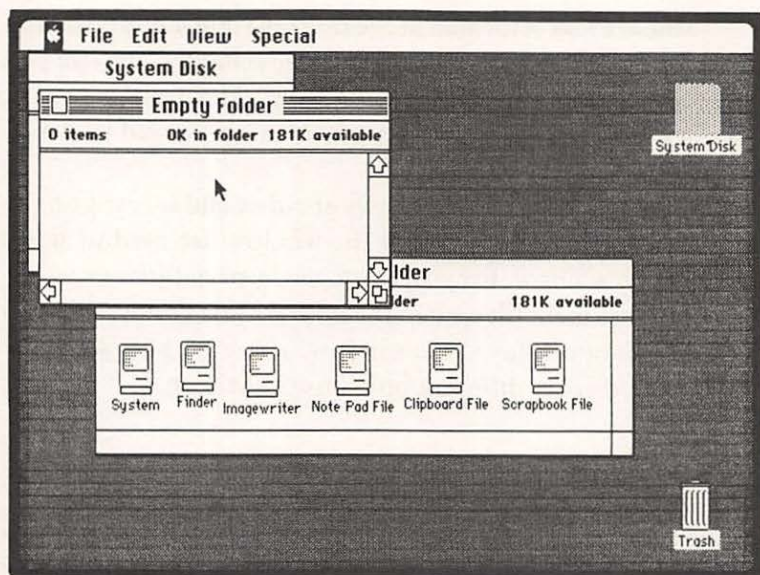 File Edit View Special
System Disk
Empty Folder
0 items 0K in folder 181K available
System Disk
lder
lder 181K available
System Finder Imagewriter Note Pad File Clipboard File Scrapbook File
Trash